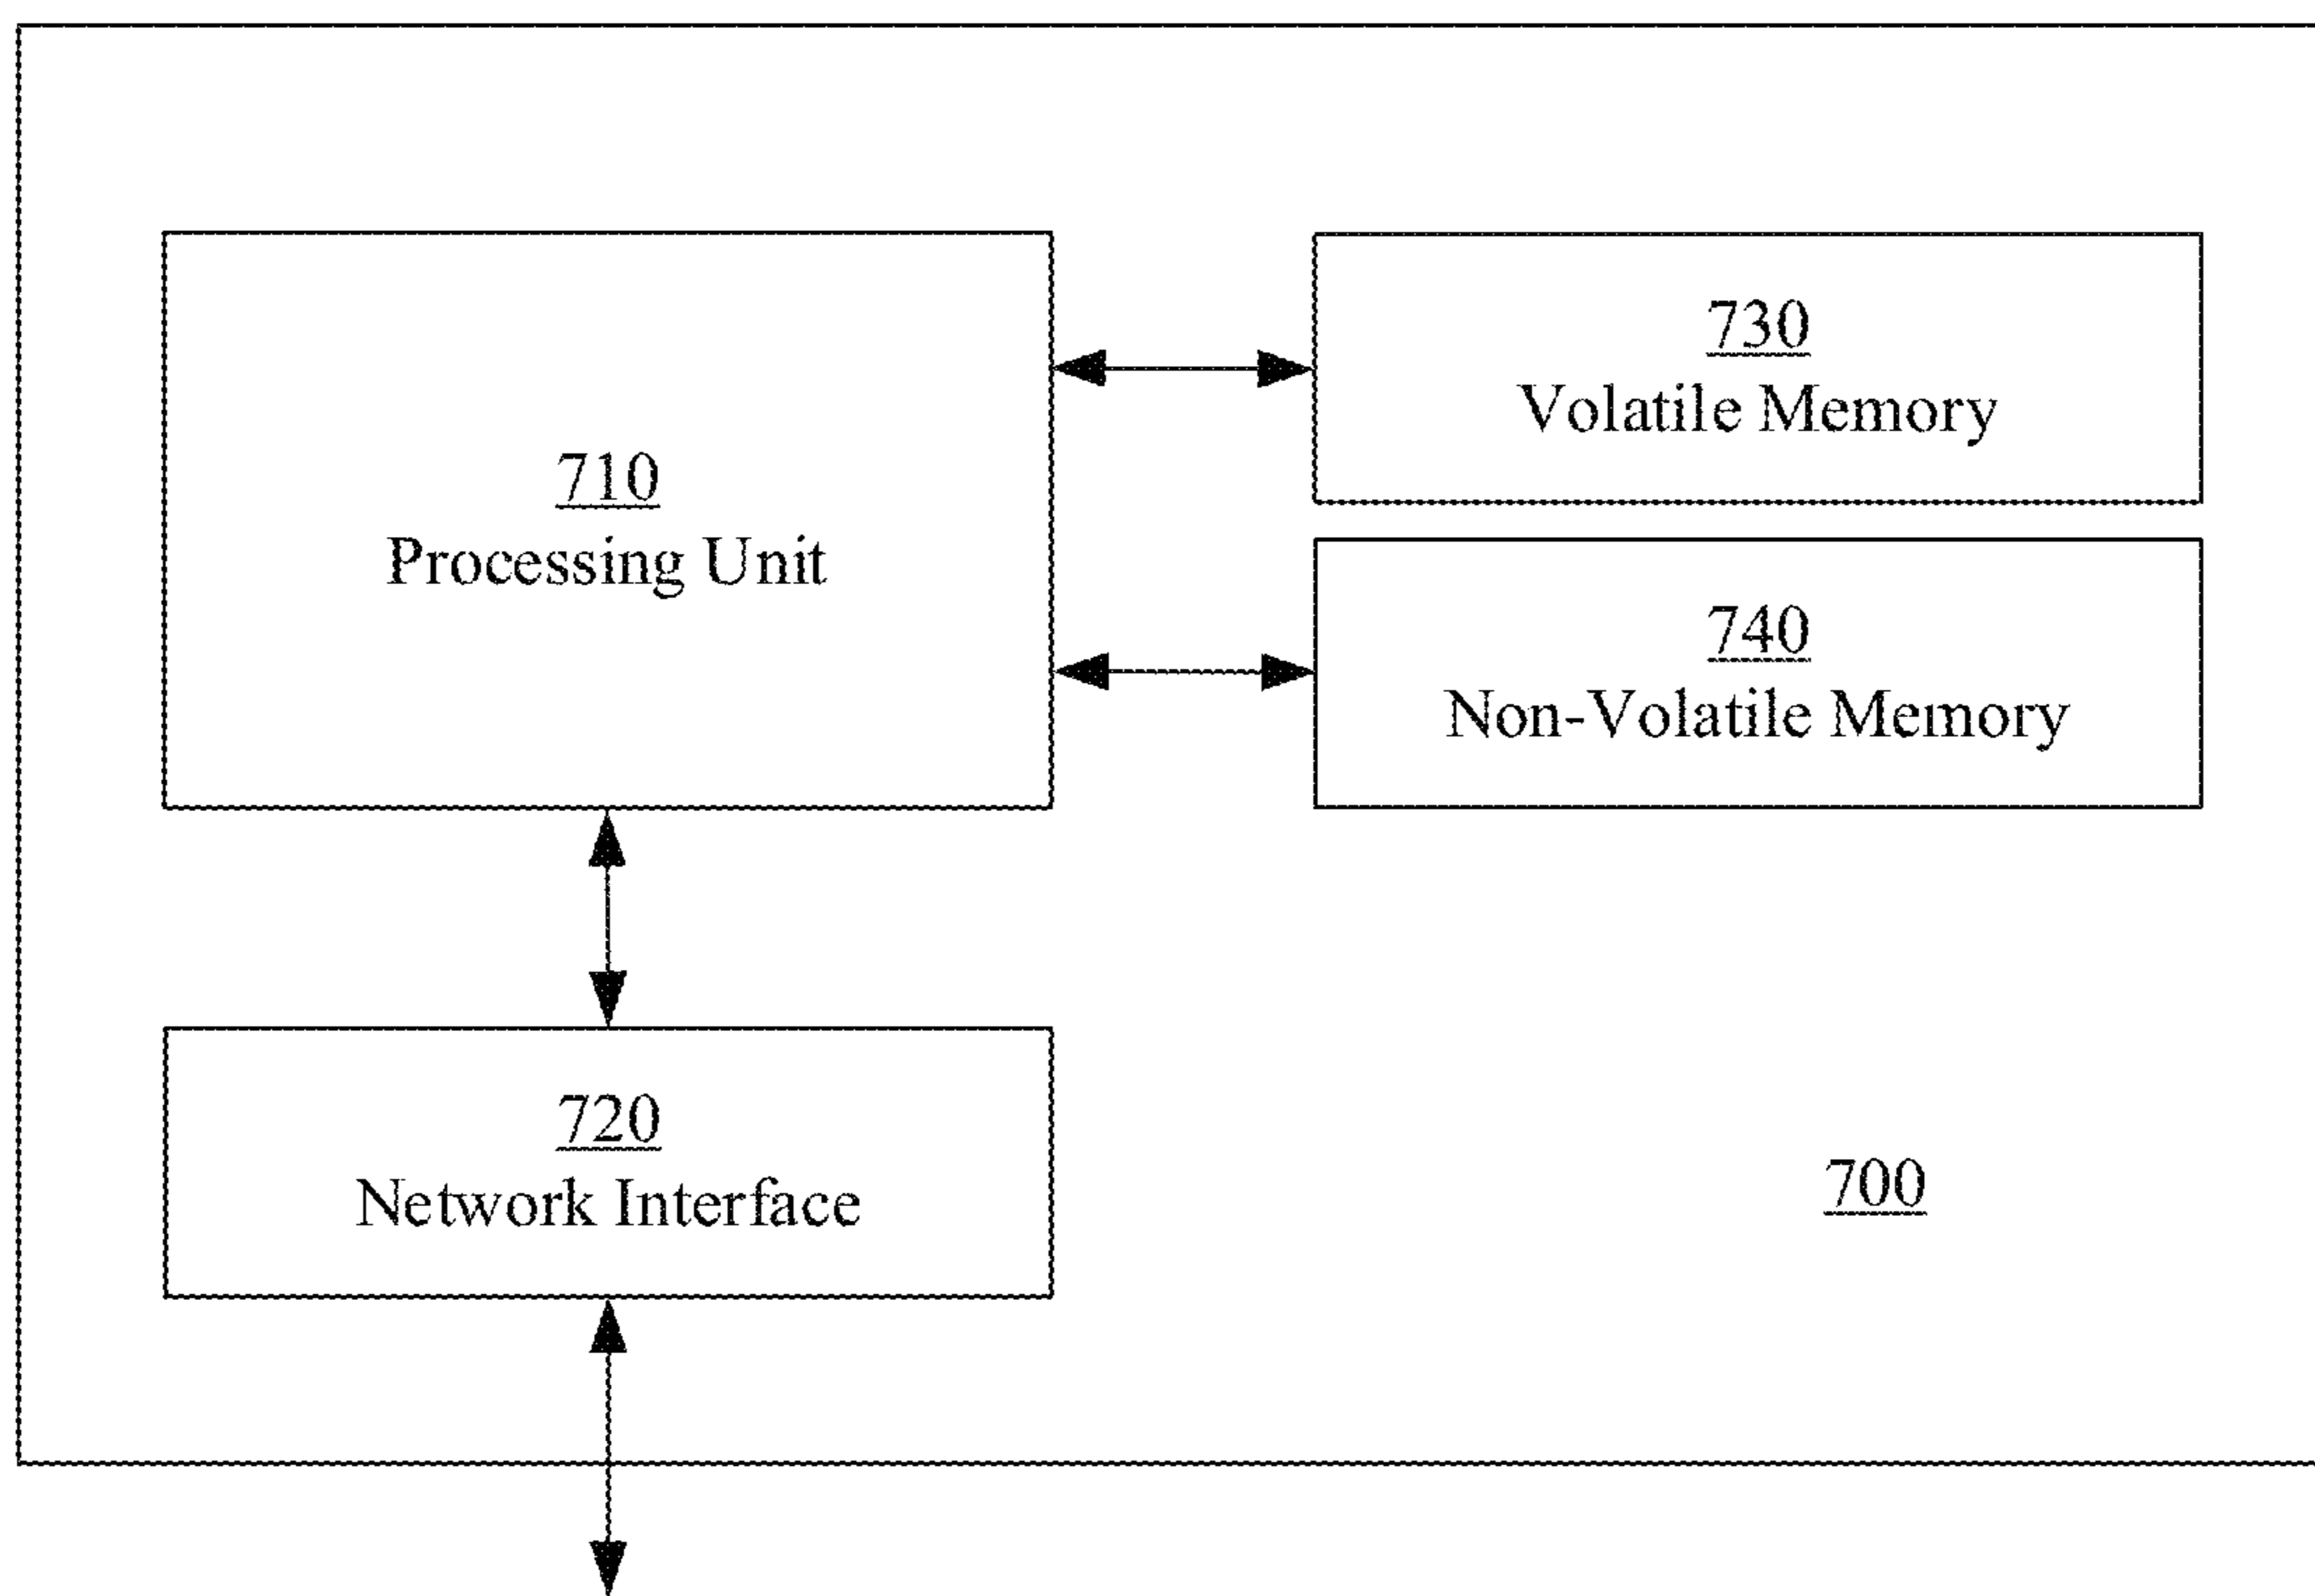 710
Processing Unit
730
Volatile Memory
740
Non-Volatile Memory
720
Network Interface
700